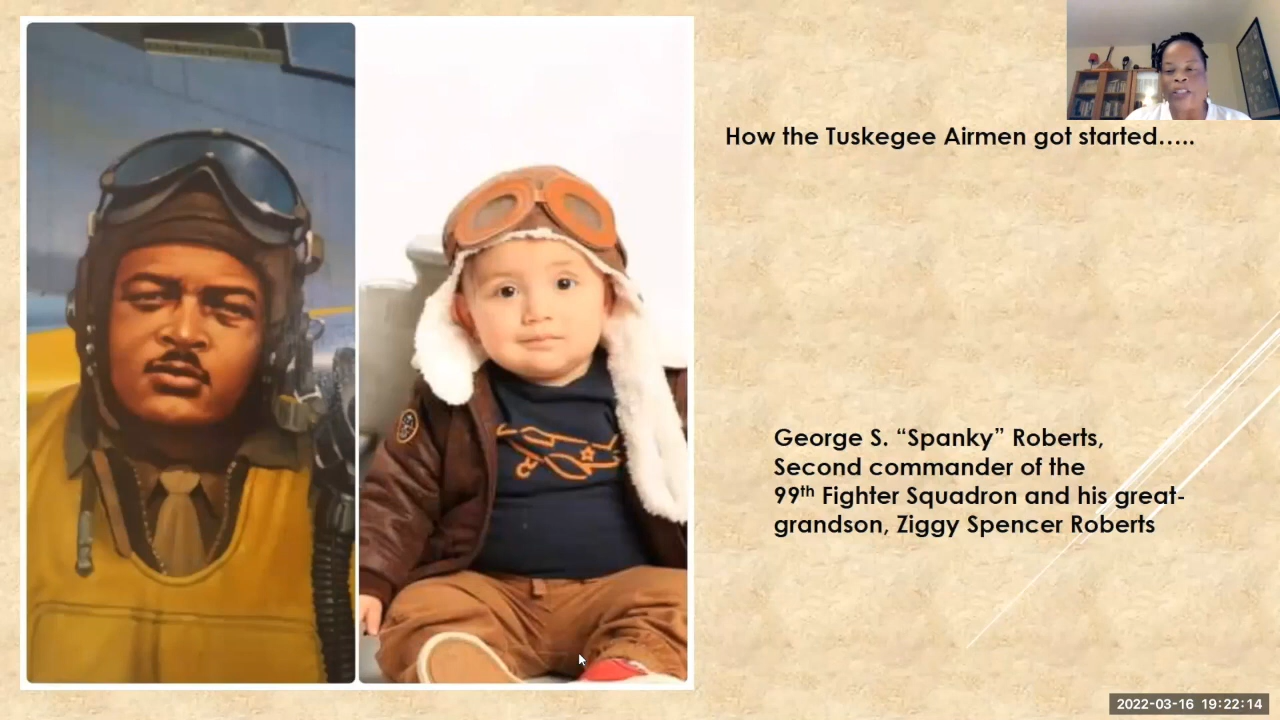 How the Tuskegee Airmen got started.....
George S. “Spanky” Roberts,
Second commander of the
99th Fighter Squadron and his great-
grandson, Ziggy Spencer Roberts
2022-03-16 19:22:14